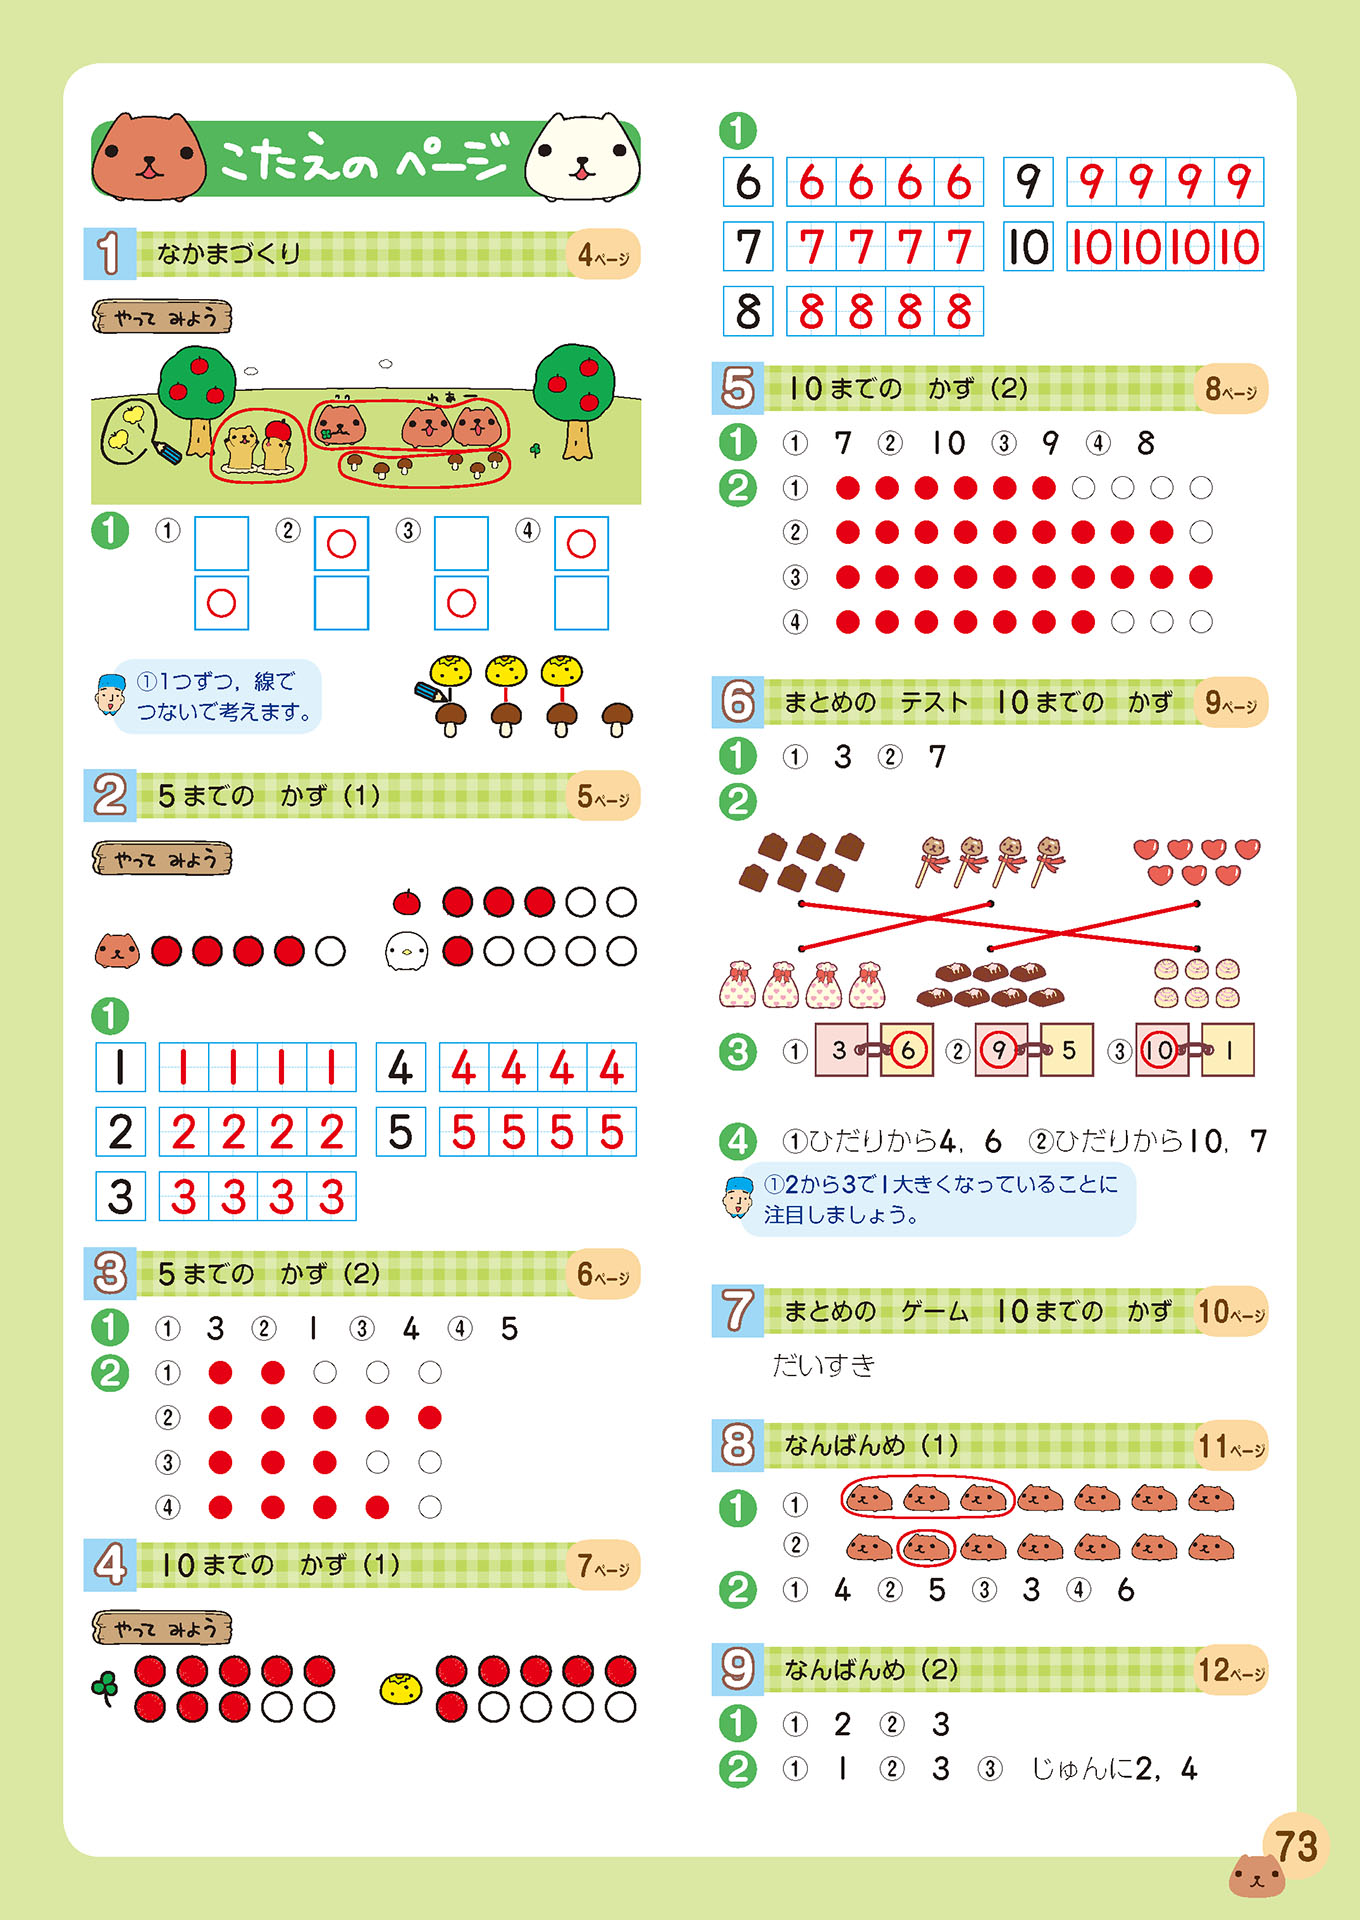 こたえの ページ
1 なかまづくり 4ページ
やって みよう
わあー
1 ① ② ③ ④
①1つずつ，線で
つないで考えます。
2 5までの かず（1） 5ページ
やって みよう
1
1 1 1 1 1 4 4 4 4 4
2 2 2 2 2 5 5 5 5 5
3 3 3 3 3
3 5までの かず（2） 6ページ
1 ① 3 ② 1 ③ 4 ④ 5
2 ①
②
③
④
4 10までの かず（1） 7ページ
やって みよう
1
6 6 6 6 6 9 9 9 9 9
7 7 7 7 7 10 10 10 10 10
8 8 8 8 8
5 10までの かず（2） 8ページ
1 ① 7 ② 10 ③ 9 ④ 8
2 ①
②
③
④
6 まとめの テスト 10までの かず 9ページ
1 ① 3 ② 7
2
3 ① 3 6 ② 9 5 ③ 10 1
4 ①ひだりから4，6 ②ひだりから10，7
①2から3で1大きくなっていることに
注目しましょう。
7 まとめの ゲーム 10までの かず 10ページ
だいすき
8 なんばんめ（1） 11ページ
1 ①
②
2 ① 4 ② 5 ③ 3 ④ 6
9 なんばんめ（2） 12ページ
1 ① 2 ② 3
2 ① 1 ② 3 ③ じゅんに2，4
73